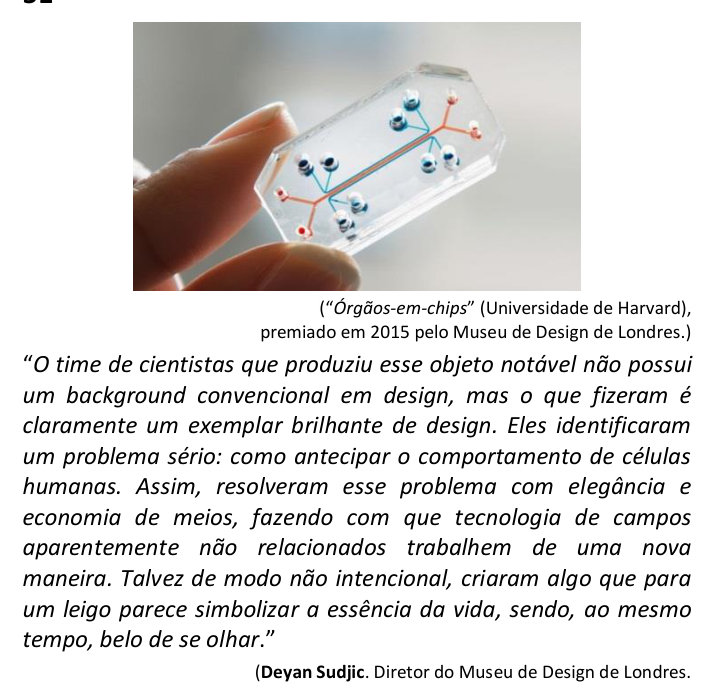 (“Órgãos-em-chips” (Universidade de Harvard),
premiado em 2015 pelo Museu de Design de Londres.)
“O time de cientistas que produziu esse objeto notável não possui
um background convencional em design, mas o que fizeram é
claramente um exemplar brilhante de design. Eles identificaram
um problema sério: como antecipar o comportamento de células
humanas. Assim, resolveram esse problema com elegância e
economia de meios, fazendo com que tecnologia de campos
aparentemente não relacionados trabalhem de uma nova
maneira. Talvez de modo não intencional, criaram algo que para
um leigo parece simbolizar a essência da vida, sendo, ao mesmo
tempo, belo de se olhar.”
(Deyan Sudjic. Diretor do Museu de Design de Londres.